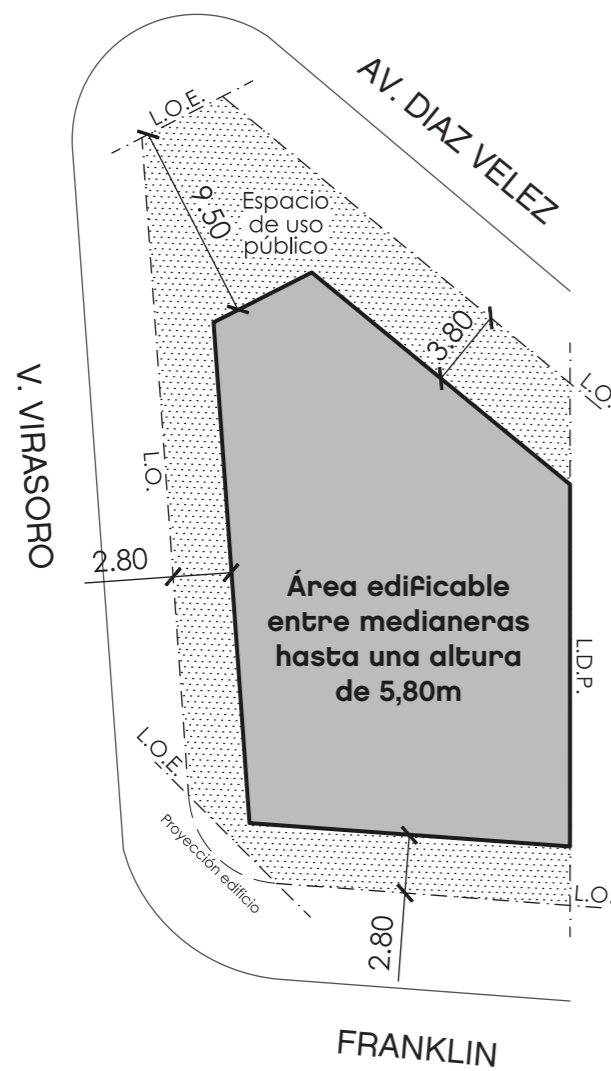 AV. DIAZ VELEZ
L.O.E
9.50
Espacio
de uso
público
3.80
L.O.
V. VIRASORO
L.O.
2.80
Área edificable
entre medianeras
hasta una altura
de 5,80m
L.D.P.
L.O.E.
Proyección edificio
L.O.
2.80
FRANKLIN